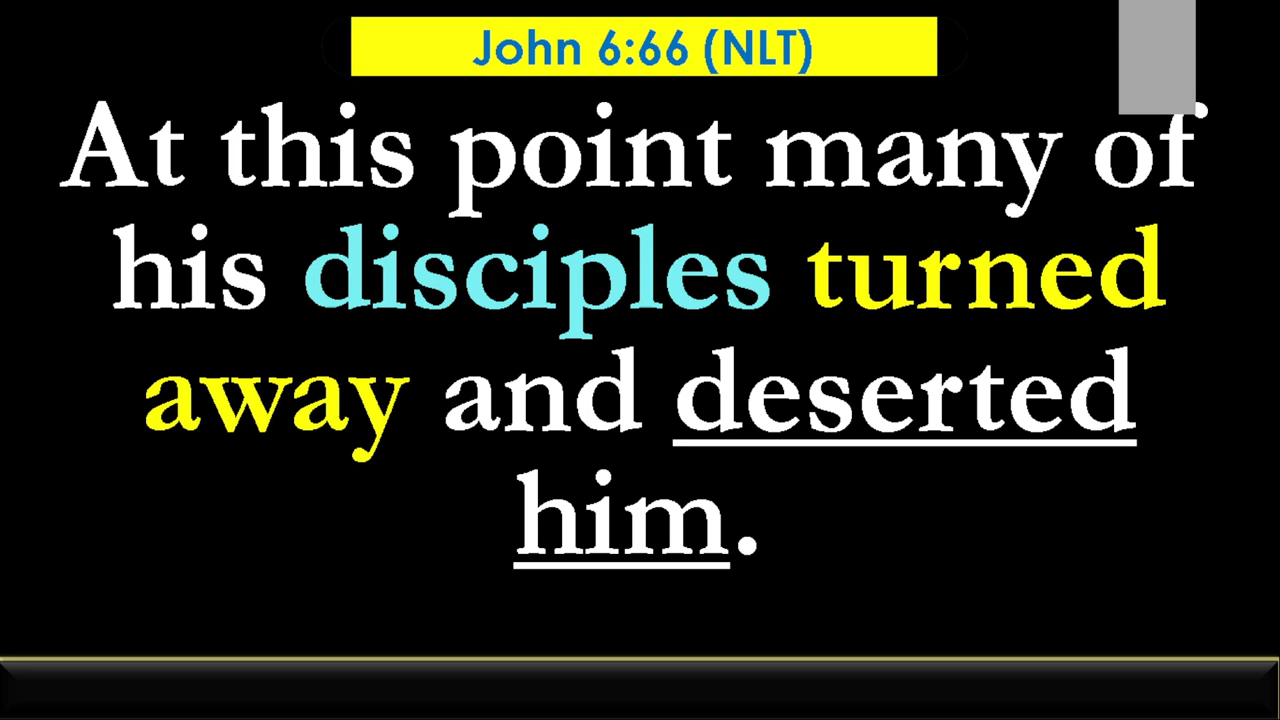 John 6:66 (NLT)
At this point many of
his disciples turned
away and deserted
him.